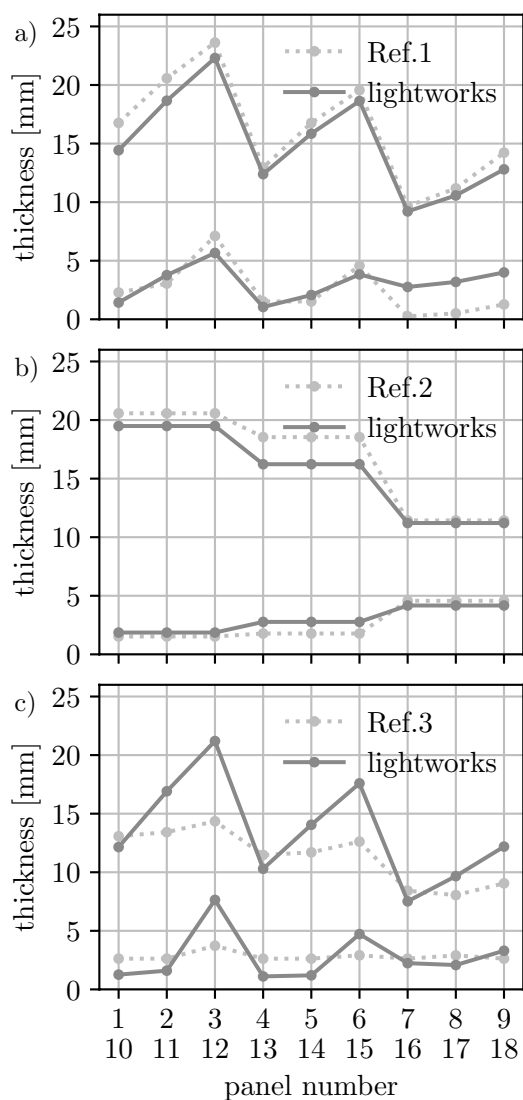 a)
thickness [mm]
25
20
15
10
5
0
Ref.1
lightworks
b)
thickness [mm]
25
20
15
10
5
0
Ref.2
lightworks
c)
thickness [mm]
25
20
15
10
5
0
Ref.3
lightworks
1 2 3 4 5 6 7 8 9
10 11 12 13 14 15 16 17 18
panel number